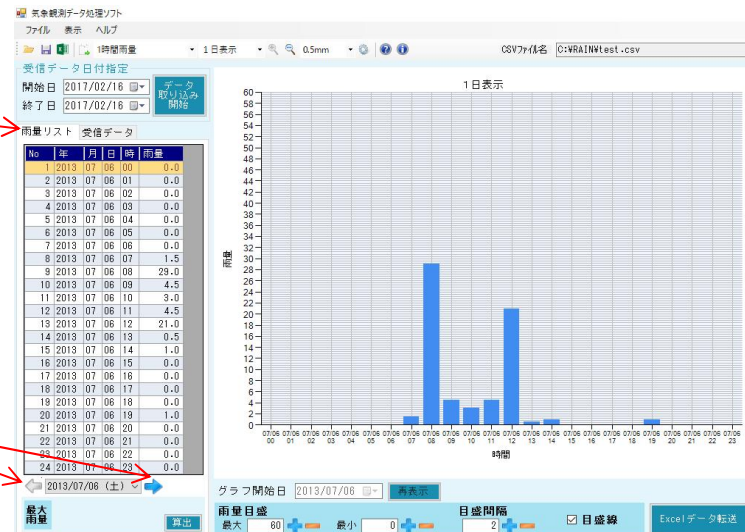 気象観測データ処理ソフト
ファイル 表示 ヘルプ
1時間雨量 1日表示 0.5mm CSVファイル名 C:¥RAIN¥test.csv
受信データ日付指定
開始日 2017/02/16
終了日 2017/02/16
データ
取り込み
開始
雨量リスト 受信データ
No 年 月 日 時 雨量
1 2013 07 06 00 0.0
2 2013 07 06 01 0.0
3 2013 07 06 02 0.0
4 2013 07 06 03 0.0
5 2013 07 06 04 0.0
6 2013 07 06 05 0.0
7 2013 07 06 06 0.0
8 2013 07 06 07 1.5
9 2013 07 06 08 29.0
10 2013 07 06 09 4.5
11 2013 07 06 10 3.0
12 2013 07 06 11 4.5
13 2013 07 06 12 21.0
14 2013 07 06 13 0.5
15 2013 07 06 14 1.0
16 2013 07 06 15 0.0
17 2013 07 06 16 0.0
18 2013 07 06 17 0.0
19 2013 07 06 18 0.0
20 2013 07 06 19 1.0
21 2013 07 06 20 0.0
22 2013 07 06 21 0.0
23 2013 07 06 22 0.0
24 2013 07 06 23 0.0
2013/07/06 (土)
最大
雨量
算出
1日表示
60
58
56
54
52
50
48
46
44
42
40
38
36
34
32
30
28
26
24
22
20
18
16
14
12
10
8
6
4
2
0
雨量
07/06 07/06 07/06 07/06 07/06 07/06 07/06 07/06 07/06 07/06 07/06 07/06 07/06 07/06 07/06 07/06 07/06 07/06 07/06 07/06 07/06 07/06 07/06 07/06
00 01 02 03 04 05 06 07 08 09 10 11 12 13 14 15 16 17 18 19 20 21 22 23
時間
グラフ開始日 2013/07/06 再表示
雨量目盛 目盛間隔
最大 60 最小 0 2 目盛線 Excelデータ転送